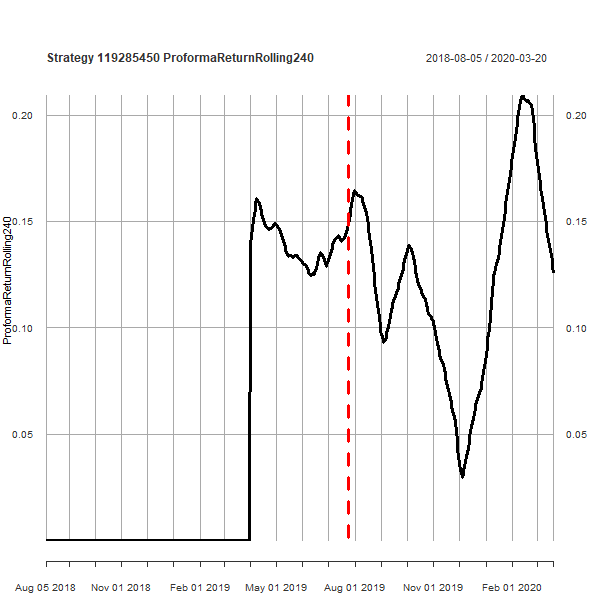 Strategy 119285450 ProformaReturnRolling240
2018-08-05 / 2020-03-20
0.20
0.20
0.15
0.15
ProformaReturnRolling240
0.10
0.10
0.05
0.05
Aug 05 2018
Nov 01 2018
Feb 01 2019
May 01 2019
Aug 01 2019
Nov 01 2019
Feb 01 2020